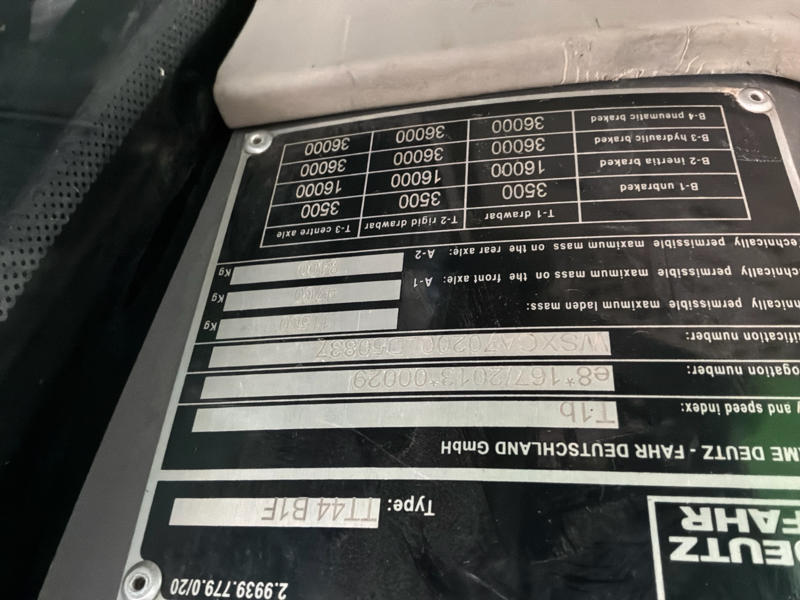 2.9939.779.0/20
DEUTZ
FAHR
Type: TT44 B1F
AME DEUTZ - FAHR DEUTSCHLAND GmbH
y and speed index: T1b
ogation number: e8*167/2013*00029
ification number:
chnically permissible maximum laden mass: Kg
chnically permissible maximum mass on the front axle: A-1 Kg
echnically permissible maximum mass on the rear axle: A-2 Kg
T-1 drawbar T-2 rigid drawbar T-3 centre axle
B-1 unbraked 3500 3500 3500
B-2 inertia braked 16000 16000 16000
B-3 hydraulic braked 36000 36000 36000
B-4 pneumatic braked 36000 36000 36000